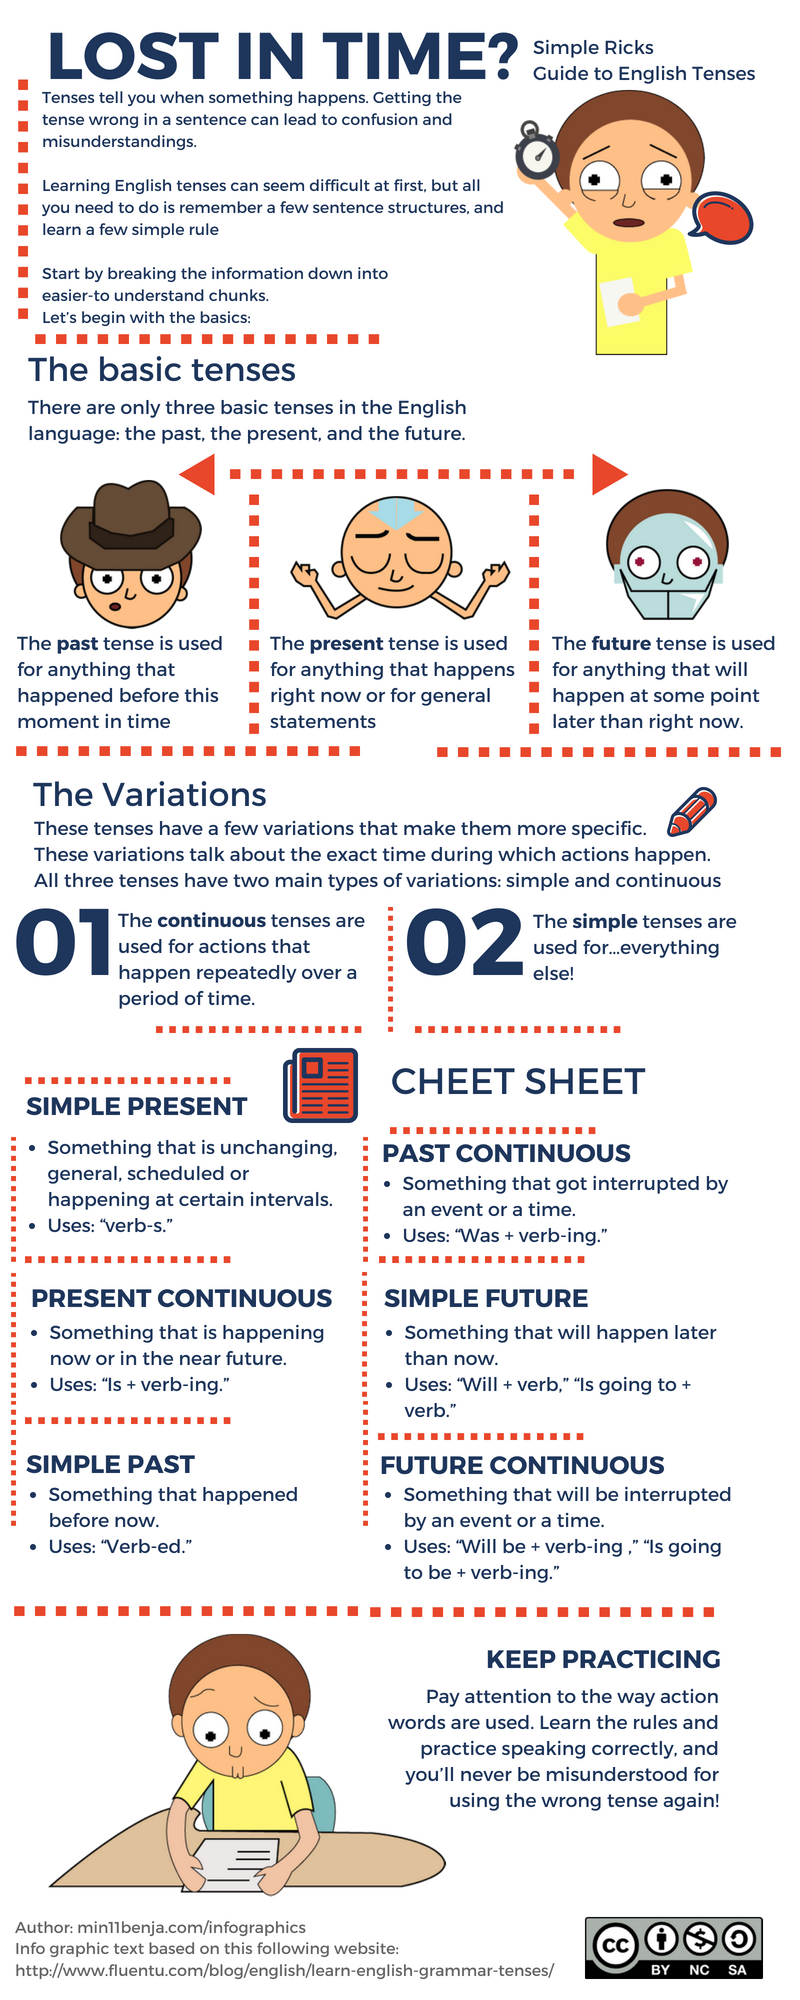 LOST IN TIME?
Simple Ricks
Guide to English Tenses
Tenses tell you when something happens. Getting the
tense wrong in a sentence can lead to confusion and
misunderstandings.
Learning English tenses can seem difficult at first, but all
you need to do is remember a few sentence structures, and
learn a few simple rule
Start by breaking the information down into
easier-to understand chunks.
Let's begin with the basics:
The basic tenses
There are only three basic tenses in the English
language: the past, the present, and the future.
The past tense is used
for anything that
happened before this
moment in time
The present tense is used
for anything that happens
right now or for general
statements
The future tense is used
for anything that will
happen at some point
later than right now.
The Variations
These tenses have a few variations that make them more specific.
These variations talk about the exact time during which actions happen.
All three tenses have two main types of variations: simple and continuous
01
The continuous tenses are
used for actions that
happen repeatedly over a
period of time.
02
The simple tenses are
used for...everything
else!
CHEET SHEET
SIMPLE PRESENT
• Something that is unchanging,
general, scheduled or
happening at certain intervals.
• Uses: “verb-s.”
PRESENT CONTINUOUS
• Something that is happening
now or in the near future.
• Uses: “Is + verb-ing.”
SIMPLE PAST
• Something that happened
before now.
• Uses: “Verb-ed.”
PAST CONTINUOUS
• Something that got interrupted by
an event or a time.
• Uses: “Was + verb-ing.”
SIMPLE FUTURE
• Something that will happen later
than now.
• Uses: “Will + verb,” “Is going to +
verb.”
FUTURE CONTINUOUS
• Something that will be interrupted
by an event or a time.
• Uses: “Will be + verb-ing ,” “Is going
to be + verb-ing.”
KEEP PRACTICING
Pay attention to the way action
words are used. Learn the rules and
practice speaking correctly, and
you'll never be misunderstood for
using the wrong tense again!
Author: min11benja.com/infographics
Info graphic text based on this following website:
http://www.fluentu.com/blog/english/learn-english-grammar-tenses/
cc
BY NC SA